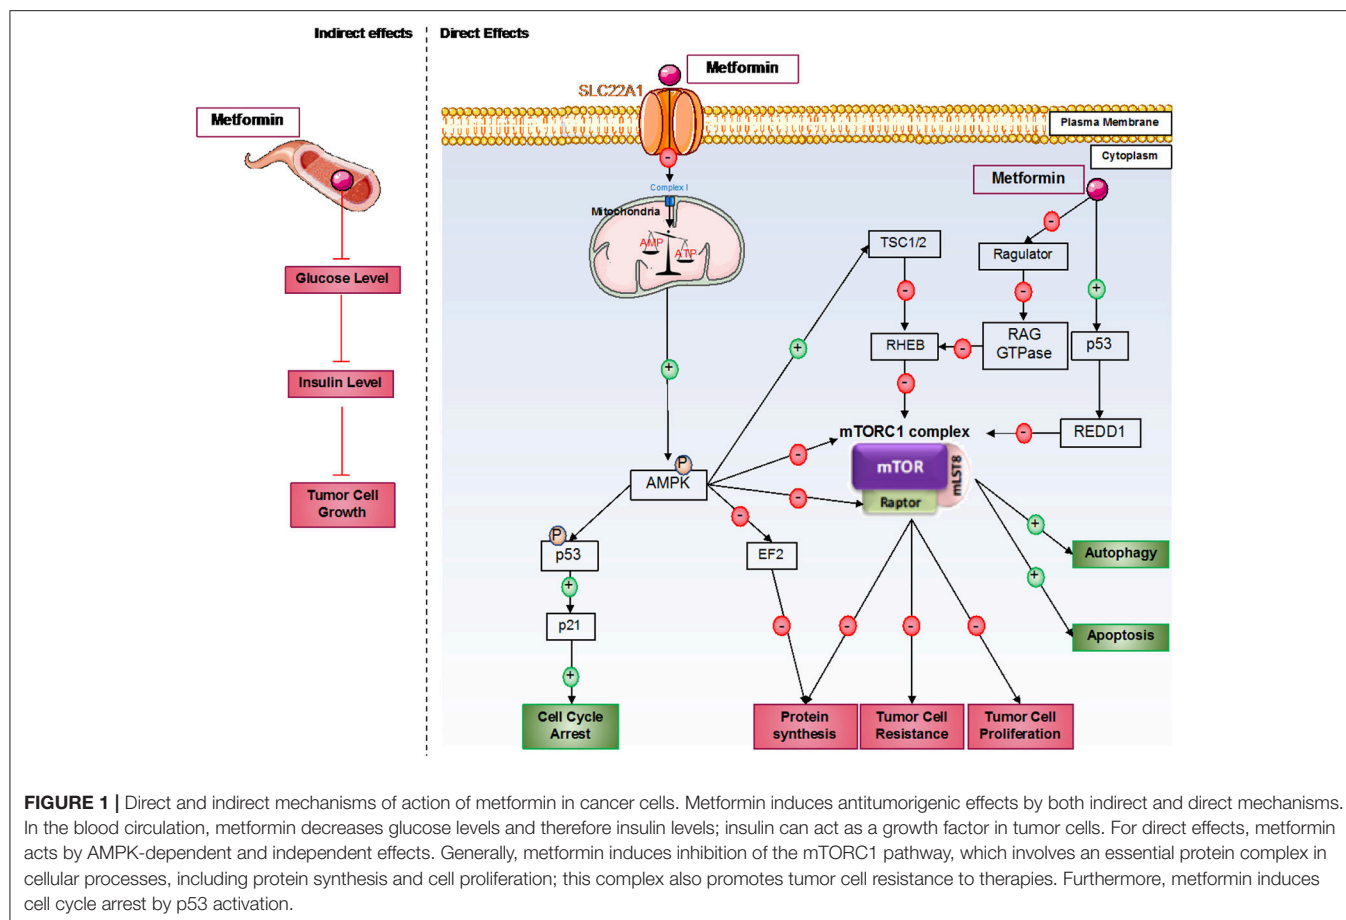 Indirect effects
Direct Effects
Metformin
SLC22A1
Plasma Membrane
Metformin
-
Cytoplasm
Complex I
Metformin
Mitochondria
-
AMP
ATP
TSC1/2
Ragulator
Glucose Level
-
-
+
+
+
RHEB
-
RAG
GTPase
p53
Insulin Level
-
mTORC1 complex
-
REDD1
-
P
AMPK
mTOR
mLST8
-
Raptor
Tumor Cell
Growth
-
+
P
p53
EF2
Autophagy
+
+
p21
-
-
-
-
Apoptosis
+
Cell Cycle
Arrest
Protein
synthesis
Tumor Cell
Resistance
Tumor Cell
Proliferation
FIGURE 1 | Direct and indirect mechanisms of action of metformin in cancer cells. Metformin induces antitumorigenic effects by both indirect and direct mechanisms.
In the blood circulation, metformin decreases glucose levels and therefore insulin levels; insulin can act as a growth factor in tumor cells. For direct effects, metformin
acts by AMPK-dependent and independent effects. Generally, metformin induces inhibition of the mTORC1 pathway, which involves an essential protein complex in
cellular processes, including protein synthesis and cell proliferation; this complex also promotes tumor cell resistance to therapies. Furthermore, metformin induces
cell cycle arrest by p53 activation.